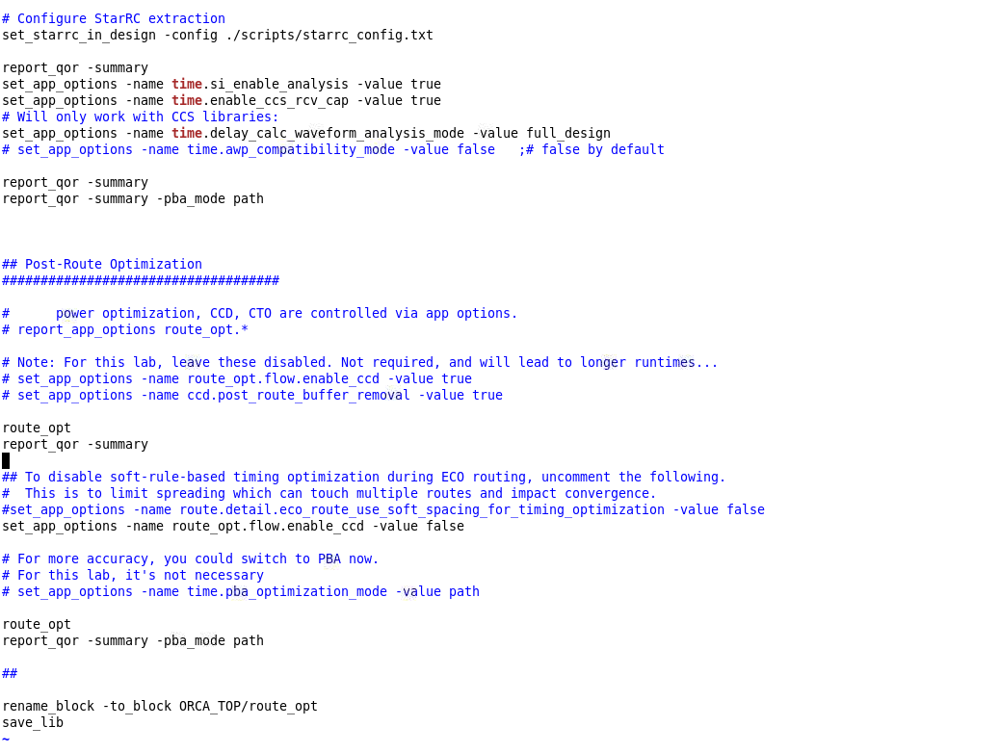 # Configure StarRC extraction
set_starrc_in_design -config ./scripts/starrc_config.txt
report_qor -summary
set_app_options -name time.si_enable_analysis -value true
set_app_options -name time.enable_ccs_rcv_cap -value true
# Will only work with CCS libraries:
set_app_options -name time.delay_calc_waveform_analysis_mode -value full_design
# set_app_options -name time.awp_compatibility_mode -value false   ;# false by default
report_qor -summary
report_qor -summary -pba_mode path
## Post-Route Optimization
####################################
#      power optimization, CCD, CTO are controlled via app options.
# report_app_options route_opt.*
# Note: For this lab, leave these disabled. Not required, and will lead to longer runtimes...
# set_app_options -name route_opt.flow.enable_ccd -value true
# set_app_options -name ccd.post_route_buffer_removal -value true
route_opt
report_qor -summary
## To disable soft-rule-based timing optimization during ECO routing, uncomment the following.
#  This is to limit spreading which can touch multiple routes and impact convergence.
#set_app_options -name route.detail.eco_route_use_soft_spacing_for_timing_optimization -value false
set_app_options -name route_opt.flow.enable_ccd -value false
# For more accuracy, you could switch to PBA now.
# For this lab, it's not necessary
# set_app_options -name time.pba_optimization_mode -value path
route_opt
report_qor -summary -pba_mode path
##
rename_block -to_block ORCA_TOP/route_opt
save_lib
~